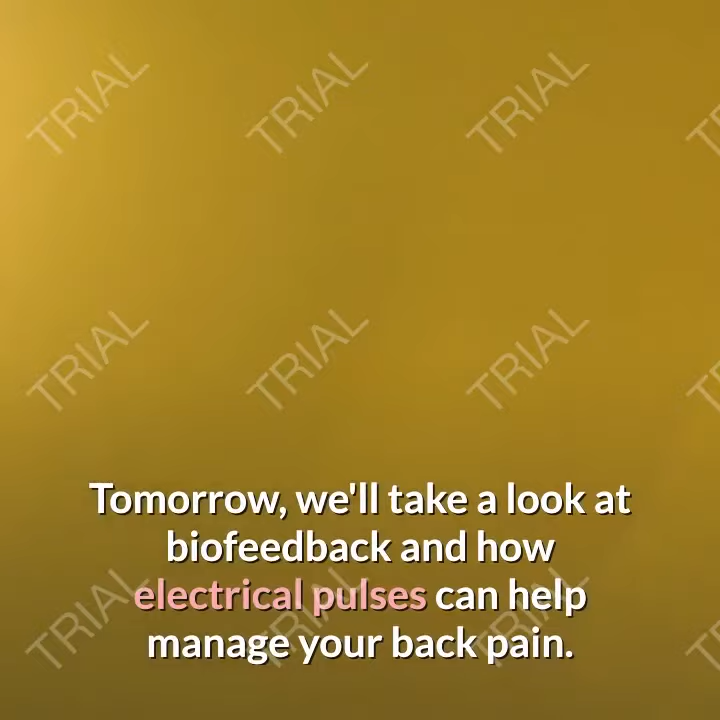 TRIAL TRIAL TRIAL
TRIAL TRIAL TRIAL
Tomorrow, we'll take a look at
biofeedback and how
electrical pulses can help
manage your back pain.
TRIAL TRIAL TRIAL